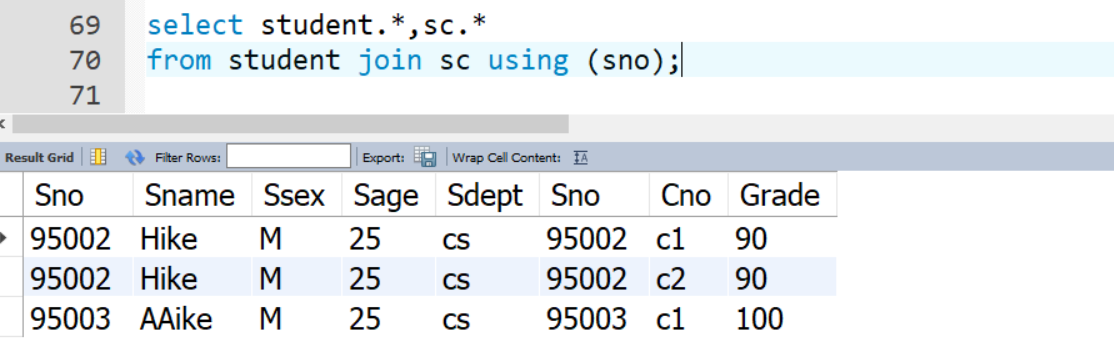 69 select student.*,sc.*
70 from student join sc using (sno);
71
Result Grid Filter Rows: Export: Wrap Cell Content: IA
Sno Sname Ssex Sage Sdept Sno Cno Grade
95002 Hike M 25 cs 95002 c1 90
95002 Hike M 25 cs 95002 c2 90
95003 AAike M 25 cs 95003 c1 100